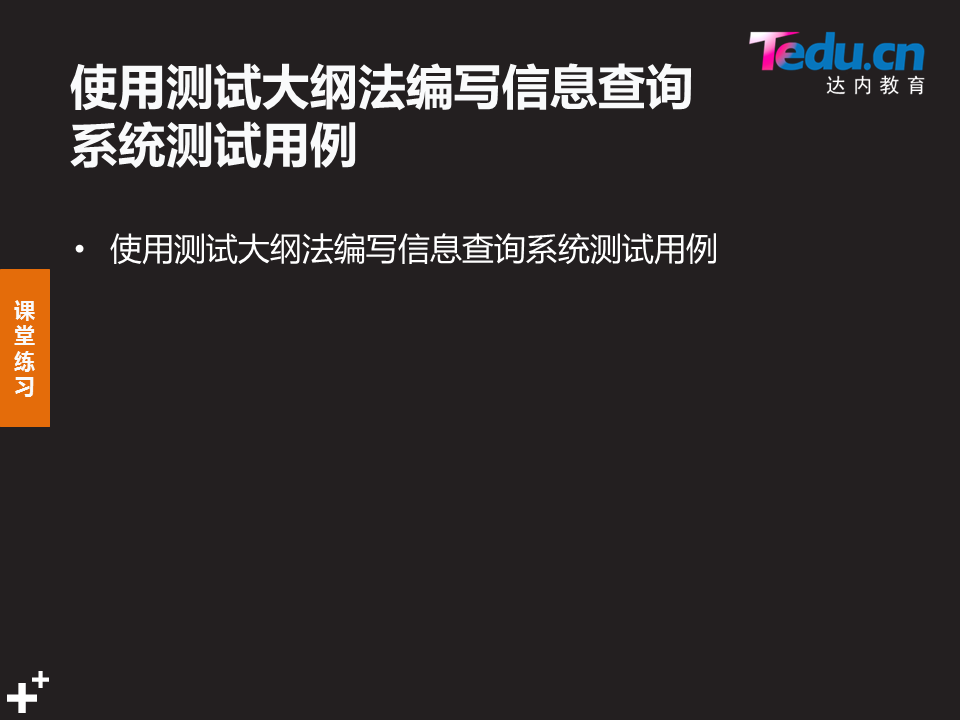 Tedu.cn
达内教育
使用测试大纲法编写信息查询
系统测试用例
• 使用测试大纲法编写信息查询系统测试用例
课
堂
练
习